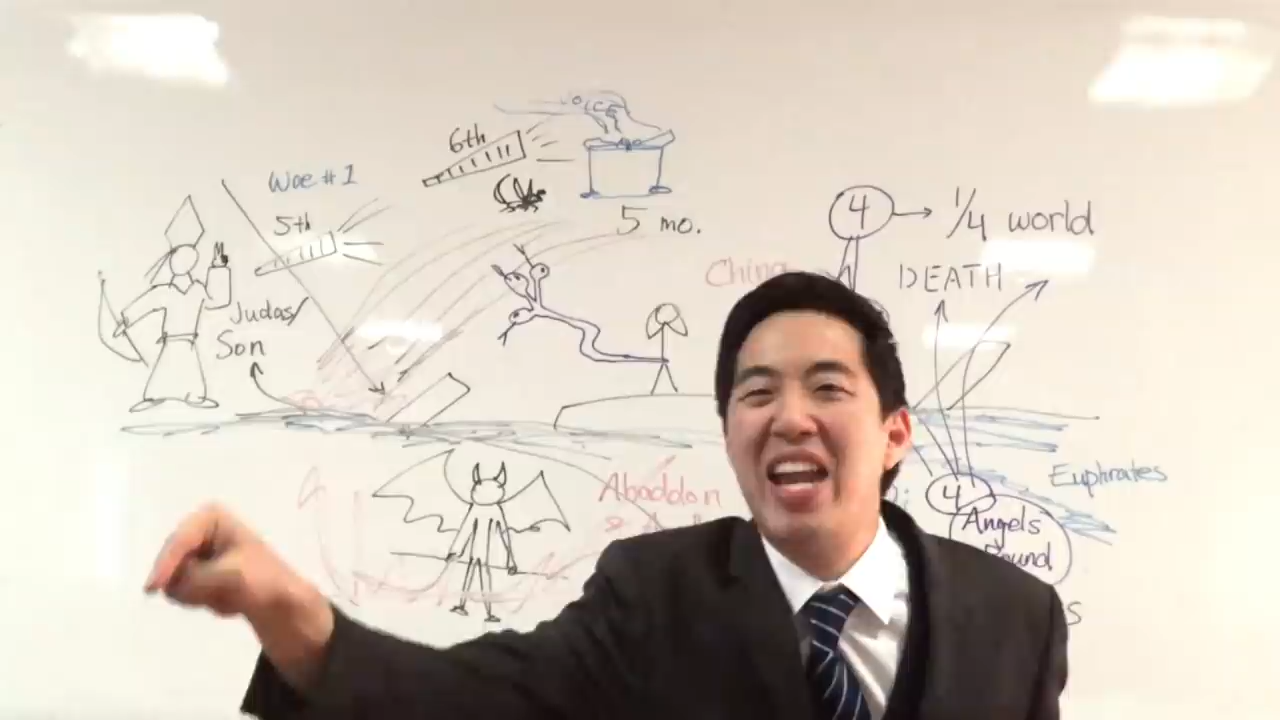 VOICE
6th
Woe #1
5th
5 mo.
4 → 1/4 world
China
DEATH
Judas/
Son
Euphrates
Abaddon
4
Angels